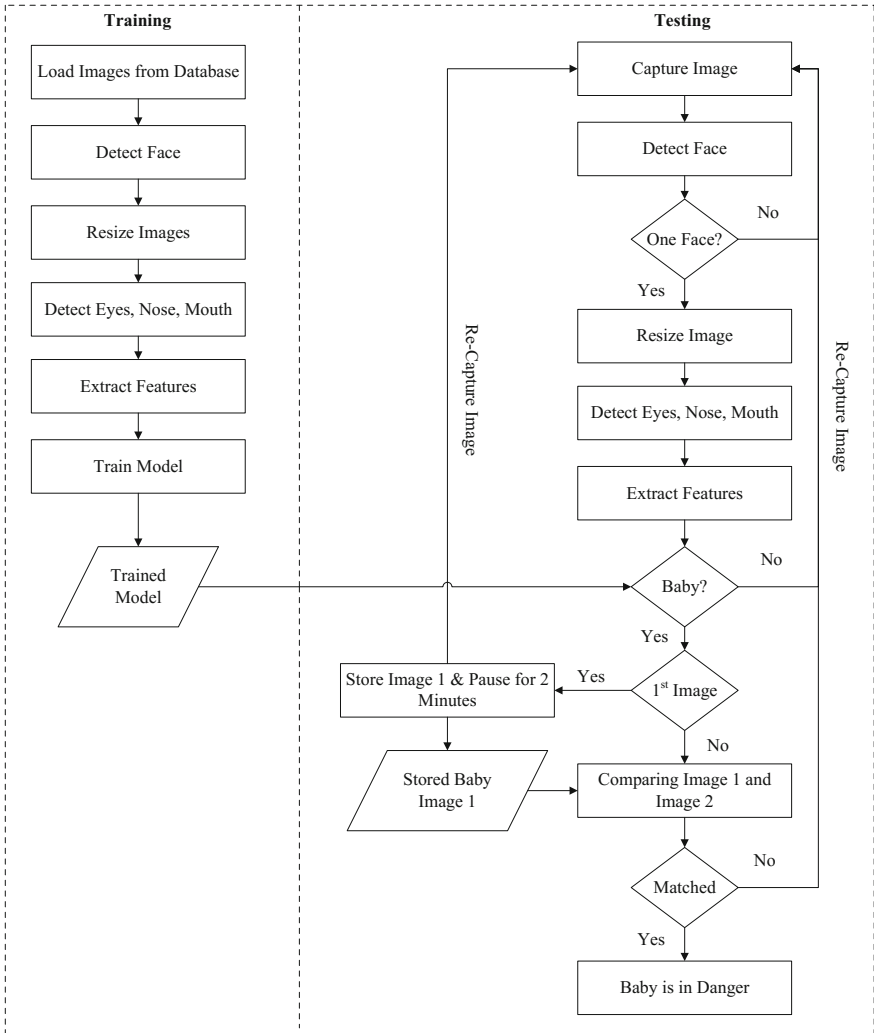 Training
Load Images from Database
Detect Face
Resize Images
Detect Eyes, Nose, Mouth
Extract Features
Train Model
Trained
Model
Testing
Capture Image
Detect Face
One Face?
No
Yes
Resize Image
Detect Eyes, Nose, Mouth
Extract Features
Baby?
No
Yes
1st Image
Yes
Store Image 1 & Pause for 2
Minutes
Stored Baby
Image 1
No
Comparing Image 1 and
Image 2
Matched
No
Yes
Baby is in Danger
Re-Capture Image
Re-Capture Image